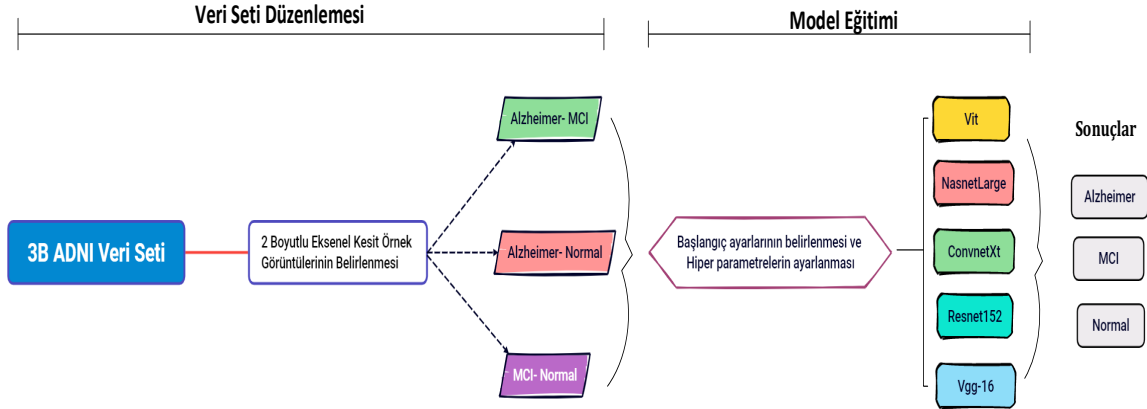 Veri Seti Düzenlemesi
Model Eğitimi
3B ADNI Veri Seti
2 Boyutlu Eksenel Kesit Örnek
Görüntülerinin Belirlenmesi
Alzheimer- MCI
Alzheimer- Normal
MCI- Normal
Başlangıç ayarlarının belirlenmesi ve
Hiper parametrelerin ayarlanması
Vit
NasnetLarge
ConvnetXt
Resnet152
Vgg-16
Sonuçlar
Alzheimer
MCI
Normal